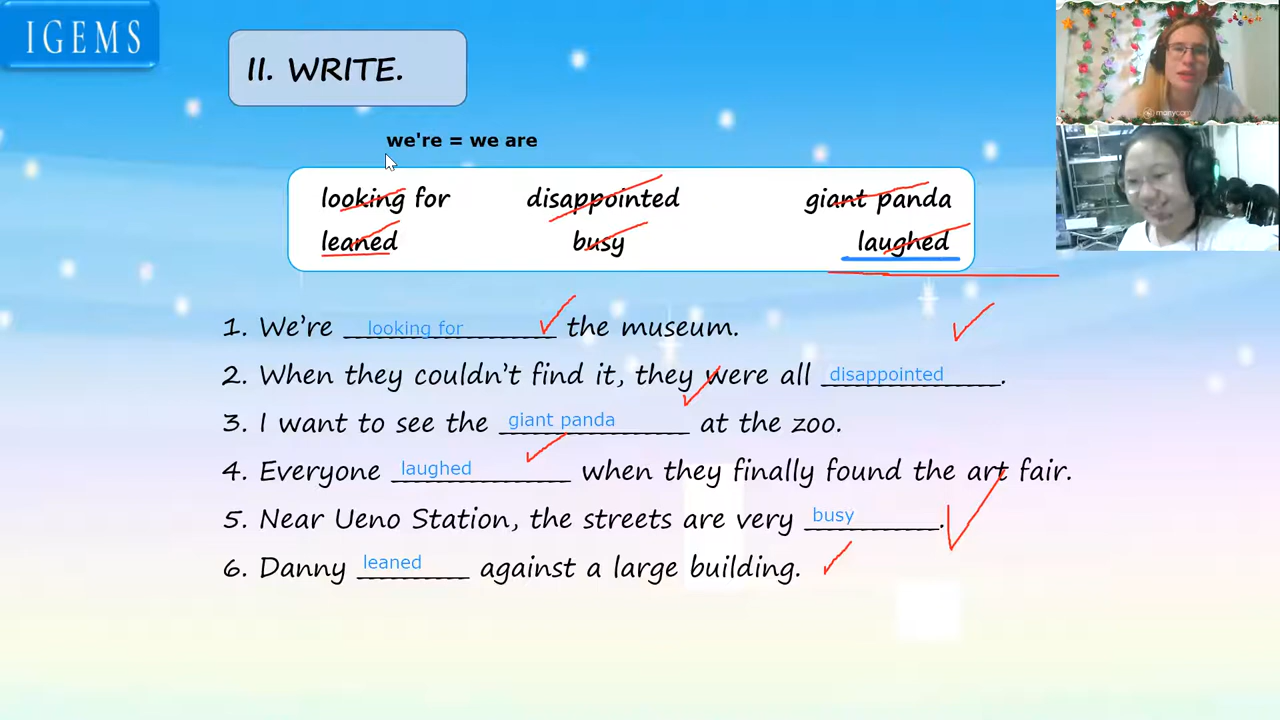 IGEMS
II. WRITE.
we're = we are
looking for disappointed giant panda
leaned busy laughed
1. We're looking for the museum.
2. When they couldn't find it, they were all disappointed.
3. I want to see the giant panda at the zoo.
4. Everyone laughed when they finally found the art fair.
5. Near Ueno Station, the streets are very busy.
6. Danny leaned against a large building.